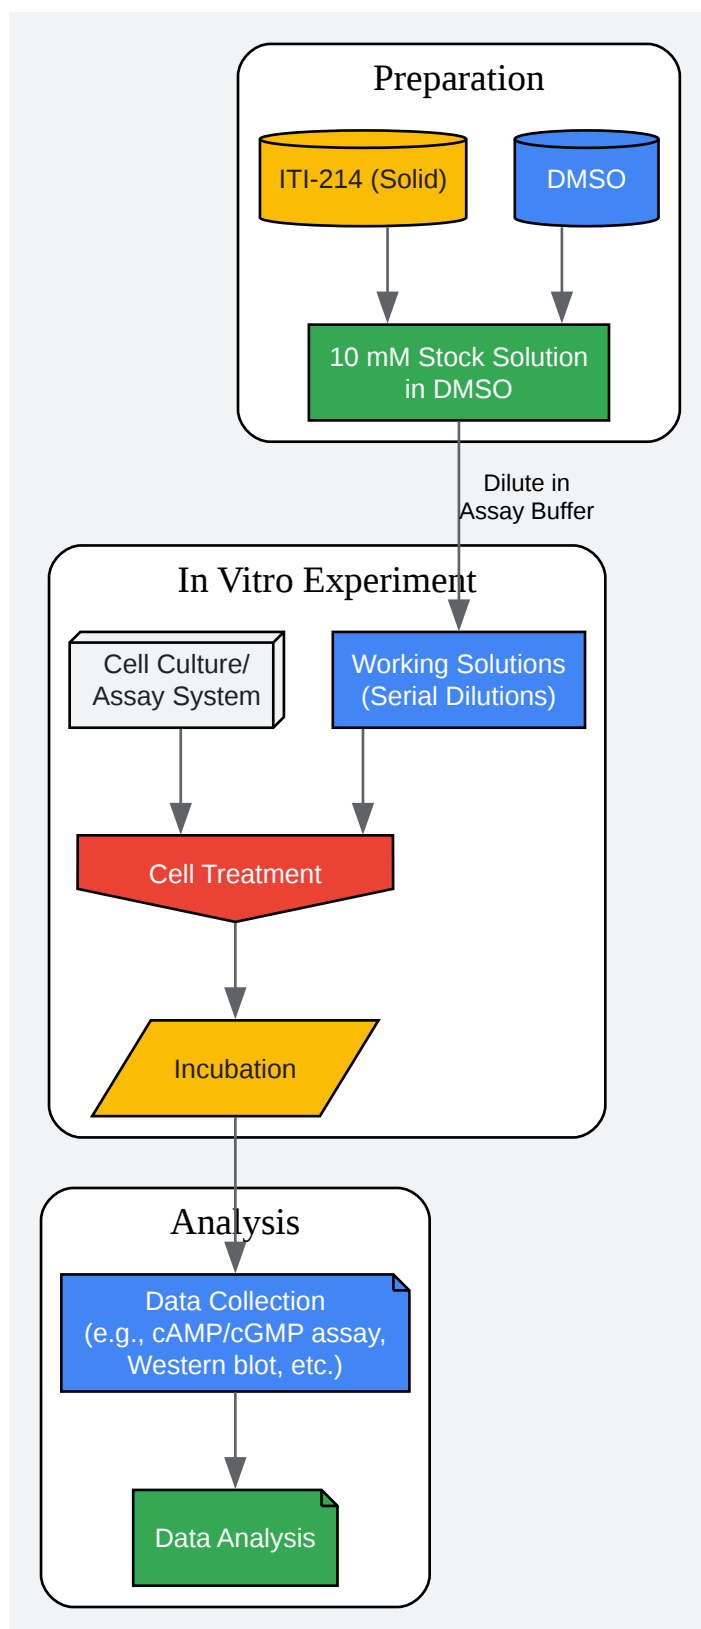 Preparation
ITI-214 (Solid)
DMSO
10 mM Stock Solution
in DMSO
Dilute in
Assay Buffer
In Vitro Experiment
Cell Culture/
Assay System
Working Solutions
(Serial Dilutions)
Cell Treatment
Incubation
Analysis
Data Collection
(e.g., cAMP/cGMP assay,
Western blot, etc.)
Data Analysis